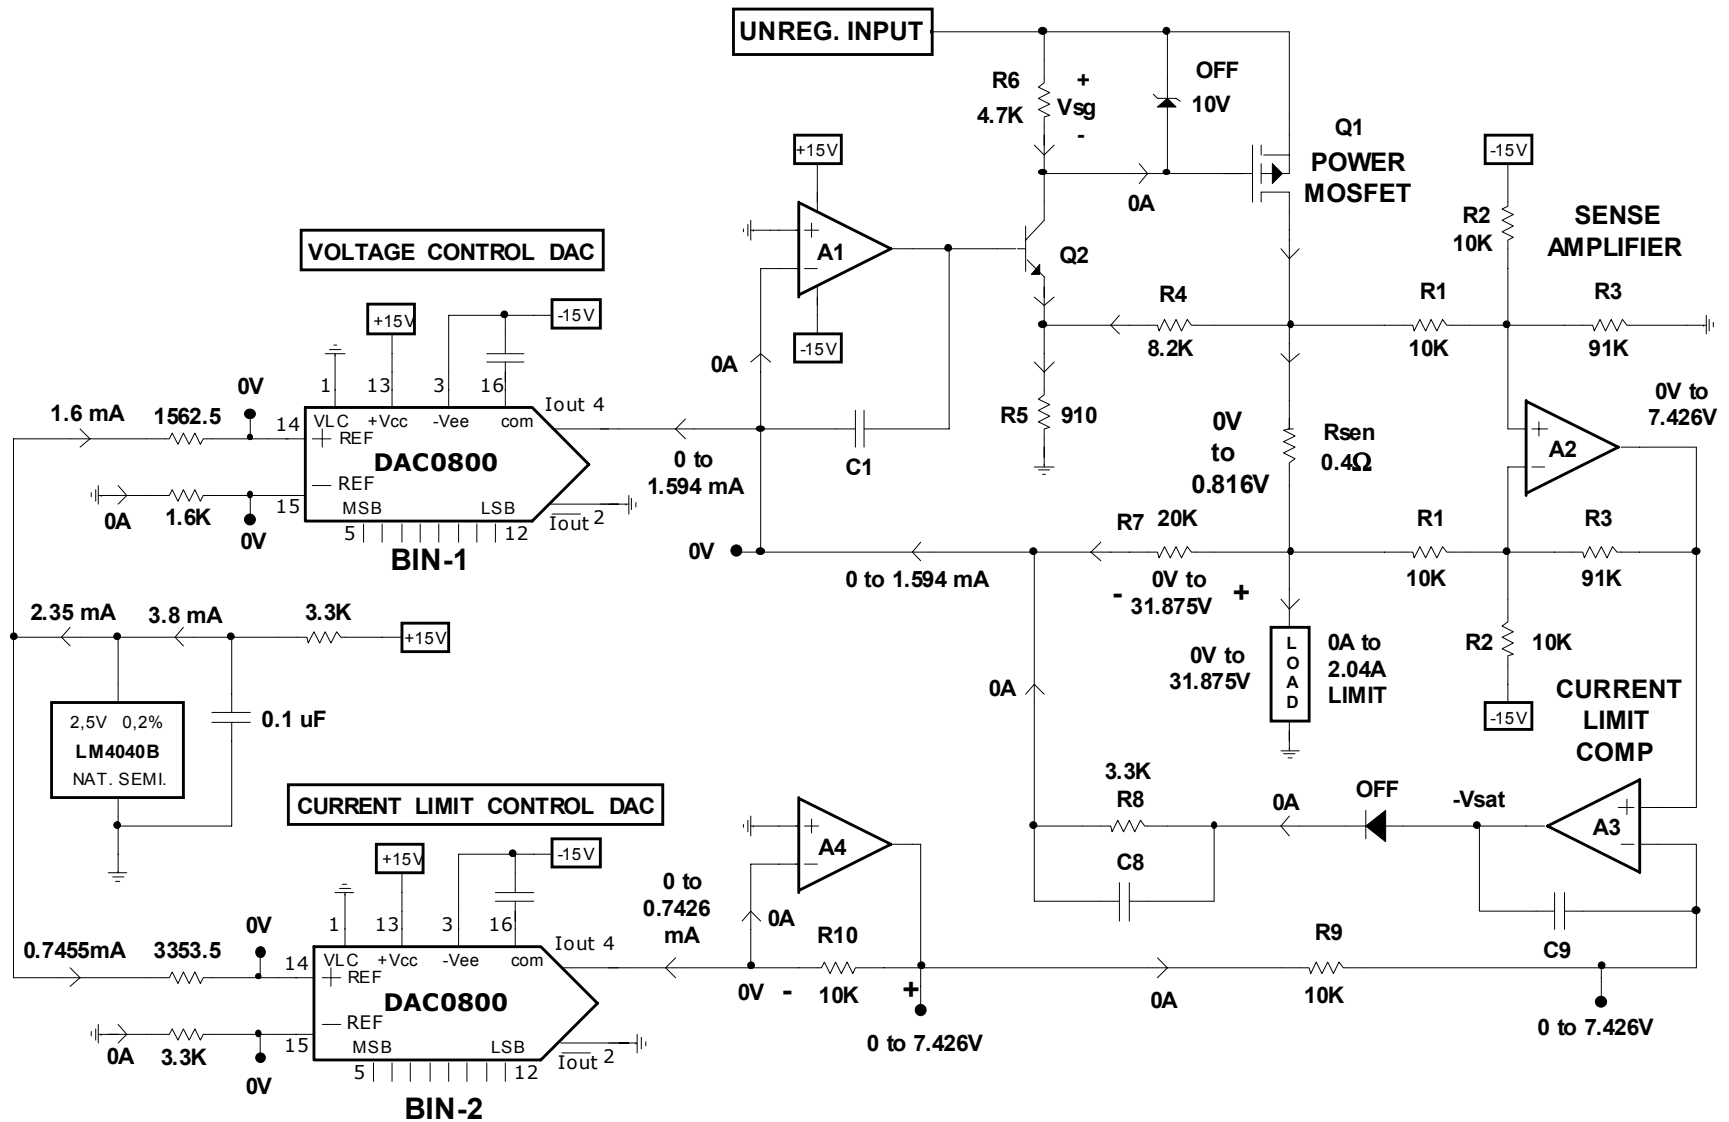 UNREG. INPUT
R6
4.7K
+
Vsg
-
OFF
10V
Q1
POWER
MOSFET
0A
+15V
+
A1
-
-15V
Q2
-15V
R2
10K
SENSE
AMPLIFIER
VOLTAGE CONTROL DAC
+15V
-15V
0A
R4
8.2K
R1
10K
R3
91K
1
13
3
16
0V
1.6 mA
1562.5
14
VLC
+Vcc
-Vee
com
Iout 4
+ REF
DAC0800
- REF
15
MSB
LSB
0A
1.6K
0V
5
12
Iout 2
BIN-1
0 to
1.594 mA
C1
R5
910
0V
to
0.816V
Rsen
0.4Ω
0V to
7.426V
+
A2
-
R7
20K
0V
0 to 1.594 mA
-
0V to
31.875V
+
R1
10K
R3
91K
2.35 mA
3.8 mA
3.3K
+15V
0A
0V to
31.875V
LOAD
0A to
2.04A
LIMIT
R2
10K
-15V
CURRENT
LIMIT
COMP
2,5V 0,2%
LM4040B
NAT. SEMI.
0.1 uF
CURRENT LIMIT CONTROL DAC
+15V
-15V
+
A4
-
3.3K
R8
C8
0A
OFF
-Vsat
+
A3
-
C9
1
13
3
16
0 to
0.7426
mA
0A
0V
0.7455mA
3353.5
14
VLC
+Vcc
-Vee
com
Iout 4
+ REF
DAC0800
- REF
15
MSB
LSB
0A
3.3K
0V
5
12
Iout 2
BIN-2
R10
0V
-
10K
+
0 to 7.426V
0A
R9
10K
0 to 7.426V